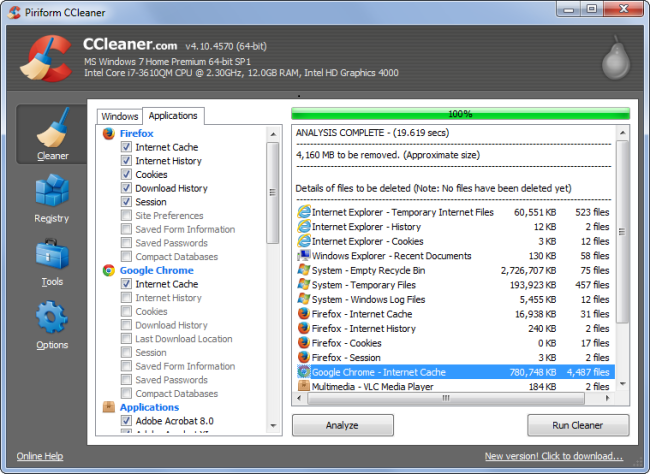 Piriform CCleaner
CCleaner.com v4.10.4570 (64-bit)
MS Windows 7 Home Premium 64-bit SP1
Intel Core i7-3610QM CPU @ 2.30GHz, 12.0GB RAM, Intel HD Graphics 4000
Cleaner
Registry
Tools
Options
Windows Applications
Firefox
Internet Cache
Internet History
Cookies
Download History
Session
Site Preferences
Saved Form Information
Saved Passwords
Compact Databases
Google Chrome
Internet Cache
Internet History
Cookies
Download History
Last Download Location
Session
Saved Form Information
Saved Passwords
Compact Databases
Applications
Adobe Acrobat 8.0
100%
ANALYSIS COMPLETE - (19.619 secs)
4,160 MB to be removed. (Approximate size)
Details of files to be deleted (Note: No files have been deleted yet)
Internet Explorer - Temporary Internet Files 60,551 KB 523 files
Internet Explorer - History 12 KB 2 files
Internet Explorer - Cookies 3 KB 12 files
Windows Explorer - Recent Documents 130 KB 58 files
System - Empty Recycle Bin 2,726,707 KB 75 files
System - Temporary Files 193,923 KB 457 files
System - Windows Log Files 5,455 KB 12 files
Firefox - Internet Cache 16,938 KB 31 files
Firefox - Internet History 240 KB 2 files
Firefox - Cookies 0 KB 17 files
Firefox - Session 3 KB 2 files
Google Chrome - Internet Cache 780,748 KB 4,487 files
Multimedia - VLC Media Player 184 KB 2 files
Analyze
Run Cleaner
Online Help
New version! Click to download...